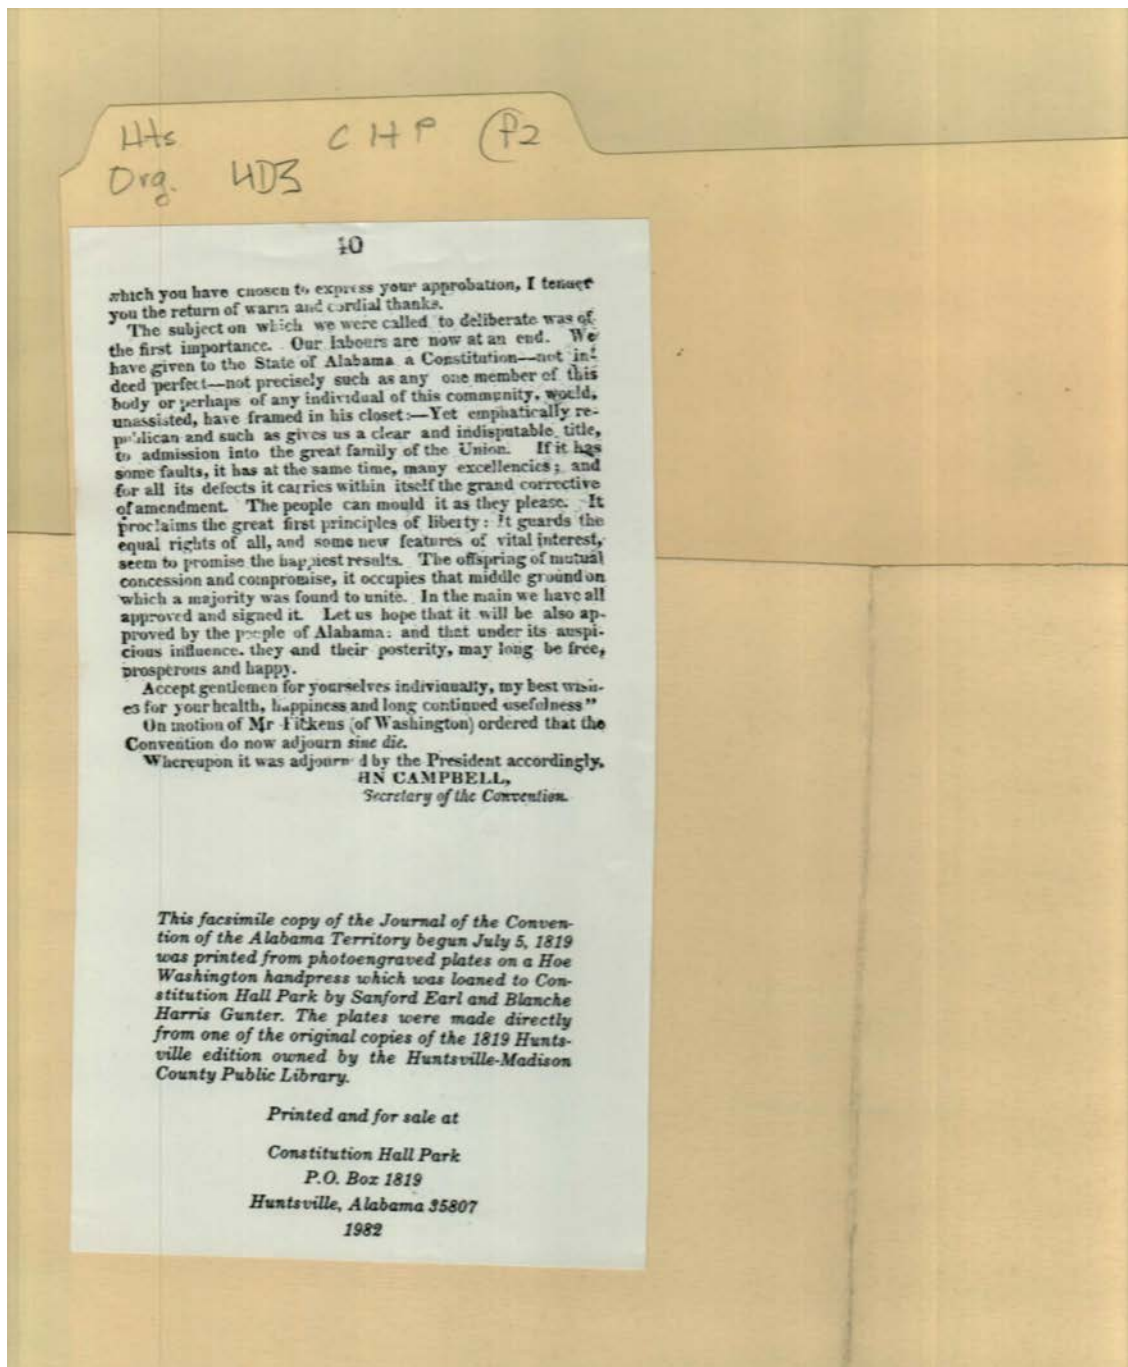 Hts CHP (P2
Org. HD3
40
which you have chosen to express your approbation, I tender
you the return of warm and cordial thanks.
The subject on which we were called to deliberate was of
the first importance. Our labours are now at an end. We
have given to the State of Alabama a Constitution—not in-
deed perfect—not precisely such as any one member of this
body or perhaps of any individual of this community, would,
unassisted, have framed in his closet:—Yet emphatically re-
publican and such as gives us a clear and indisputable title,
to admission into the great family of the Union. If it has
some faults, it has at the same time, many excellencies; and
for all its defects it carries within itself the grand corrective
of amendment. The people can mould it as they please. It
proclaims the great first principles of liberty: It guards the
equal rights of all, and some new features of vital interest,
seem to promise the happiest results. The offspring of mutual
concession and compromise, it occupies that middle ground on
which a majority was found to unite. In the main we have all
approved and signed it. Let us hope that it will be also ap-
proved by the people of Alabama: and that under its auspi-
cious influence. they and their posterity, may long be free,
prosperous and happy.
Accept gentlemen for yourselves individually, my best wish-
es for your health, happiness and long continued usefulness"
On motion of Mr Pitkens (of Washington) ordered that the
Convention do now adjourn sine die.
Whereupon it was adjourn d by the President accordingly.
HN CAMPBELL,
Secretary of the Convention.
This facsimile copy of the Journal of the Conven-
tion of the Alabama Territory begun July 5, 1819
was printed from photoengraved plates on a Hoe
Washington handpress which was loaned to Con-
stitution Hall Park by Sanford Earl and Blanche
Harris Gunter. The plates were made directly
from one of the original copies of the 1819 Hunts-
ville edition owned by the Huntsville-Madison
County Public Library.
Printed and for sale at
Constitution Hall Park
P.O. Box 1819
Huntsville, Alabama 35807
1982